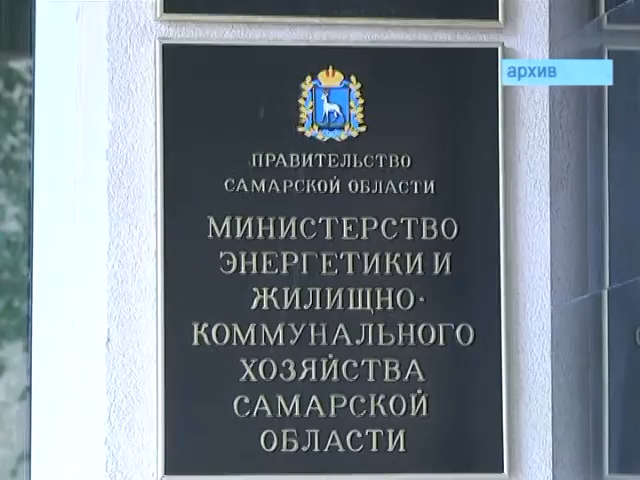 архив
ПРАВИТЕЛЬСТВО
САМАРСКОЙ ОБЛАСТИ
МИНИСТЕРСТВО
ЭНЕРГЕТИКИ И
ЖИЛИЩНО-
КОММУНАЛЬНОГО
ХОЗЯЙСТВА
САМАРСКОЙ
ОБЛАСТИ